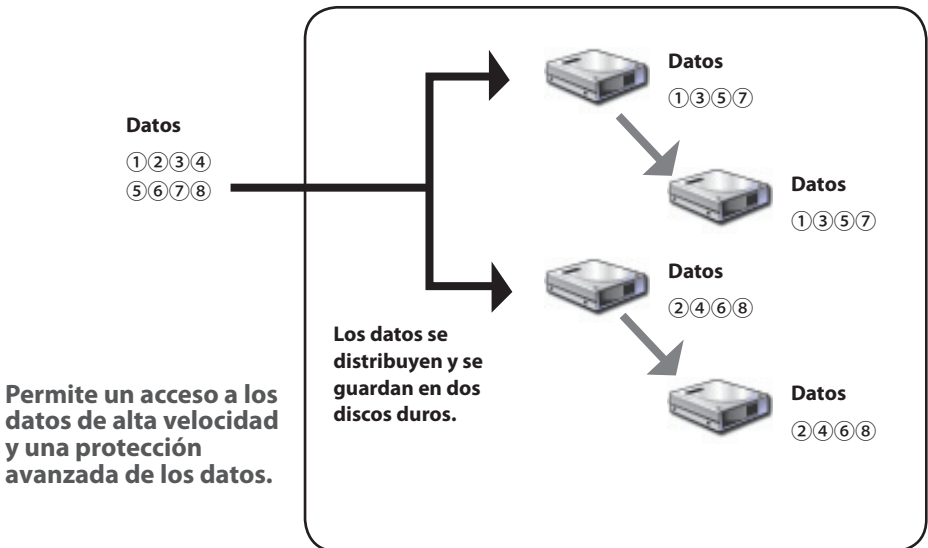 Datos
①②③④
⑤⑥⑦⑧
Datos
①③⑤⑦
Datos
①③⑤⑦
Datos
②④⑥⑧
Datos
②④⑥⑧
Los datos se
distribuyen y se
guardan en dos
discos duros.
Permite un acceso a los
datos de alta velocidad
y una protección
avanzada de los datos.